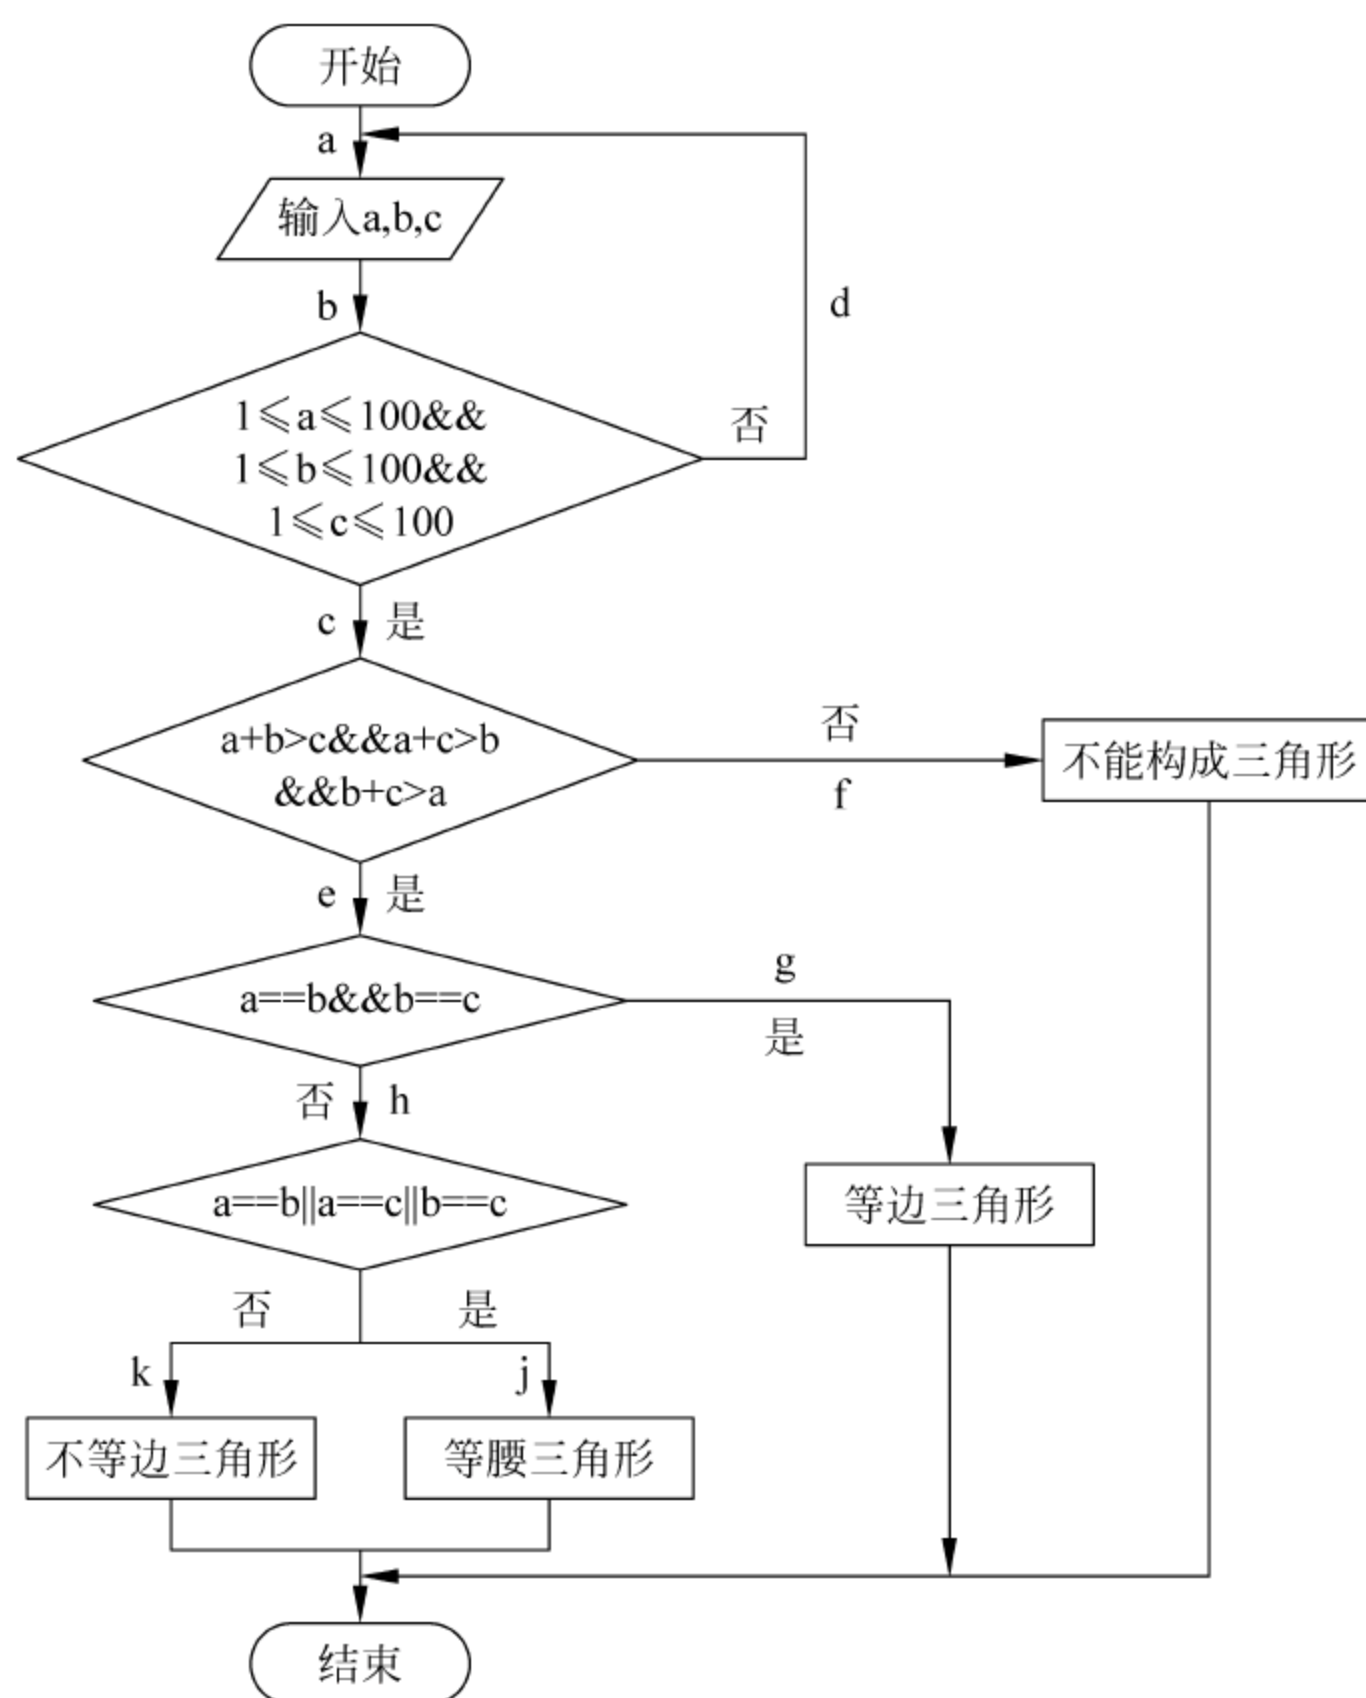 开始
a
输入a,b,c
b
d
1≤a≤100&&
1≤b≤100&&
1≤c≤100
否
c
是
a+b>c&&a+c>b
&&b+c>a
否
f
不能构成三角形
e
是
a==b&&b==c
g
是
否
h
a==b||a==c||b==c
等边三角形
否
是
k
j
不等边三角形
等腰三角形
结束